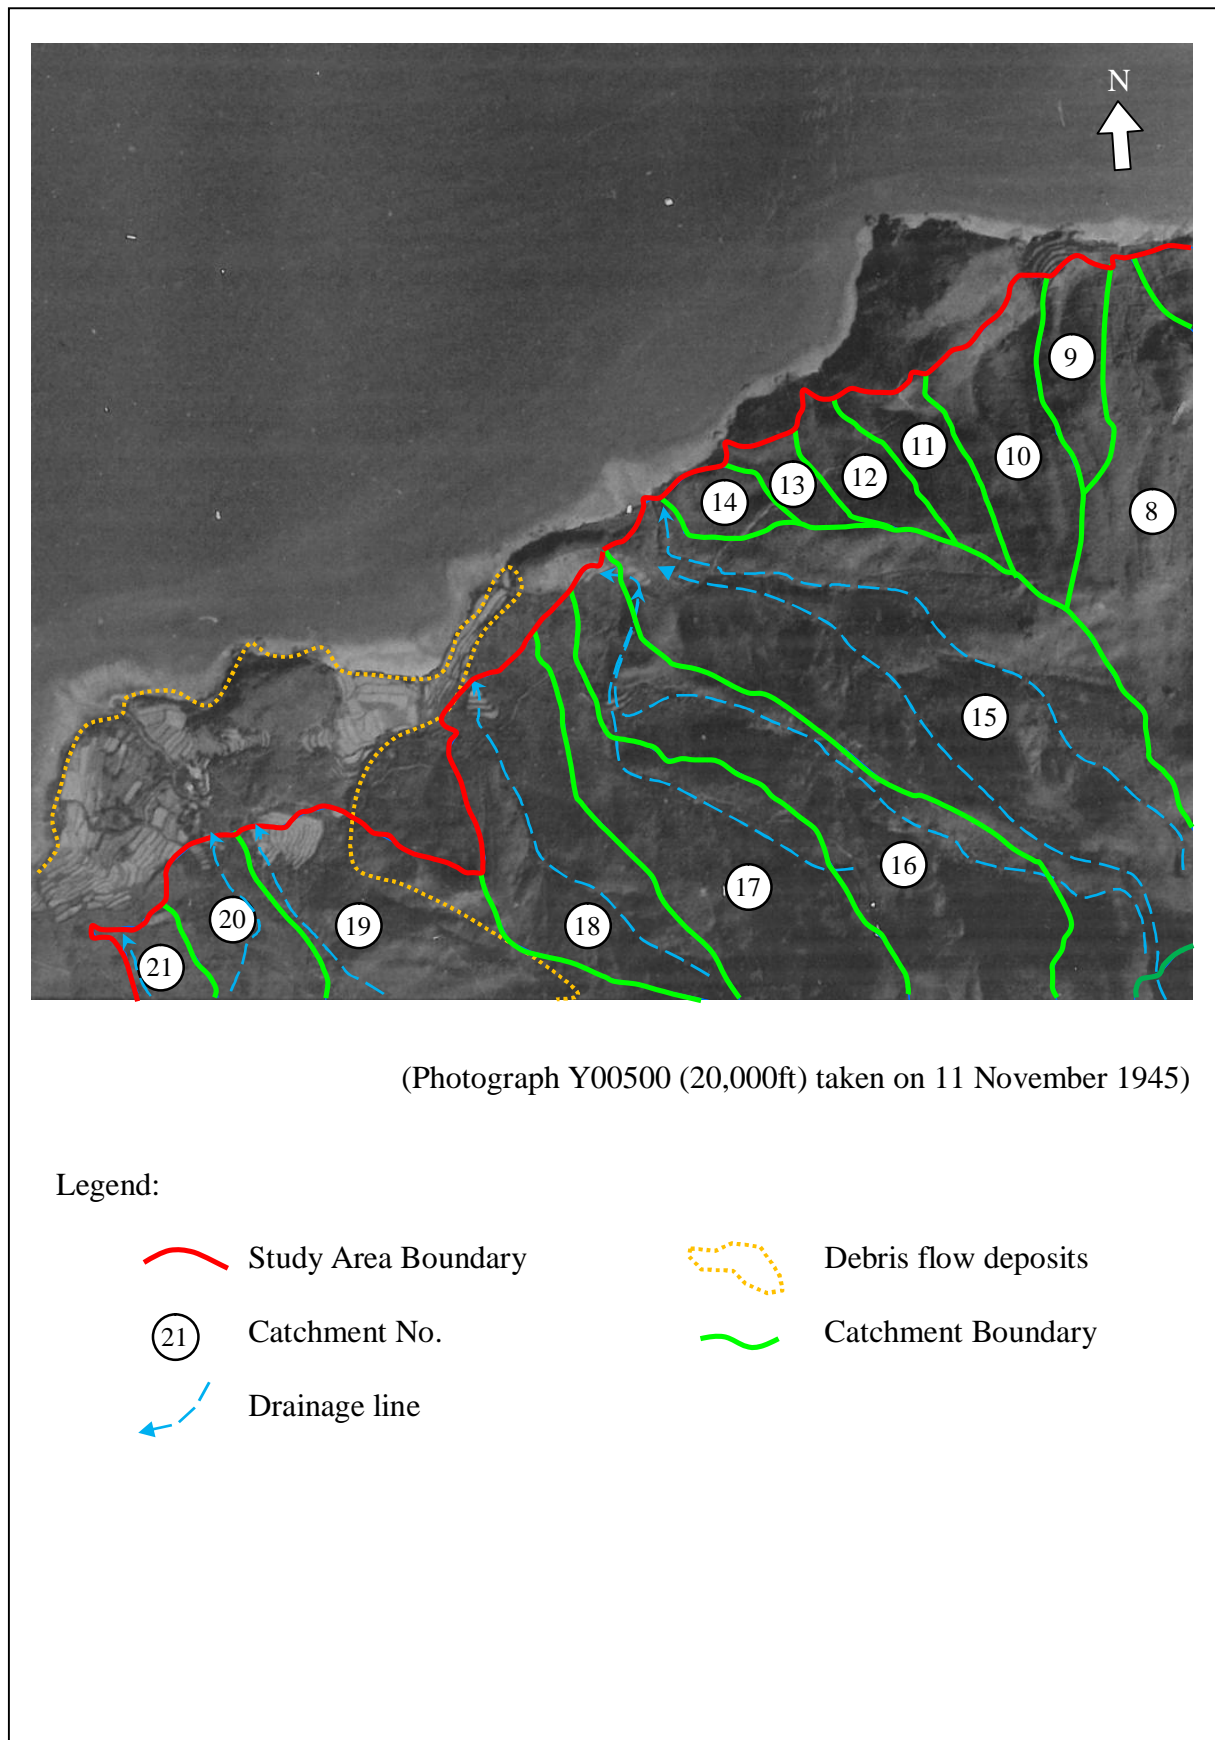 N
9
11
10
12
13
14
8
15
16
17
18
19
20
21
(Photograph Y00500 (20,000ft) taken on 11 November 1945)
Legend:
Study Area Boundary
Debris flow deposits
21
Catchment No.
Catchment Boundary
Drainage line